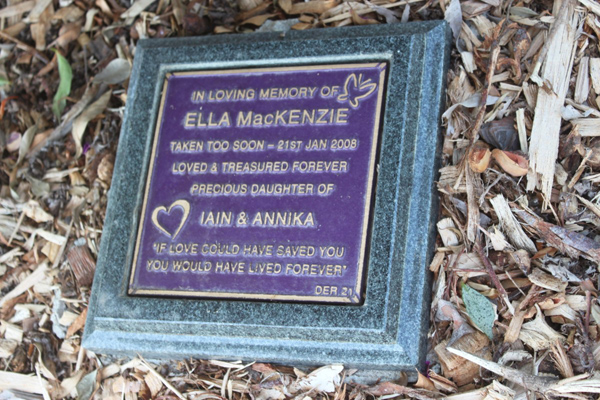 IN LOVING MEMORY OF
ELLA MacKENZIE
TAKEN TOO SOON - 21ST JAN 2008
LOVED & TREASURED FOREVER
PRECIOUS DAUGHTER OF
IAIN & ANNIKA
"IF LOVE COULD HAVE SAVED YOU
YOU WOULD HAVE LIVED FOREVER"
DER 21